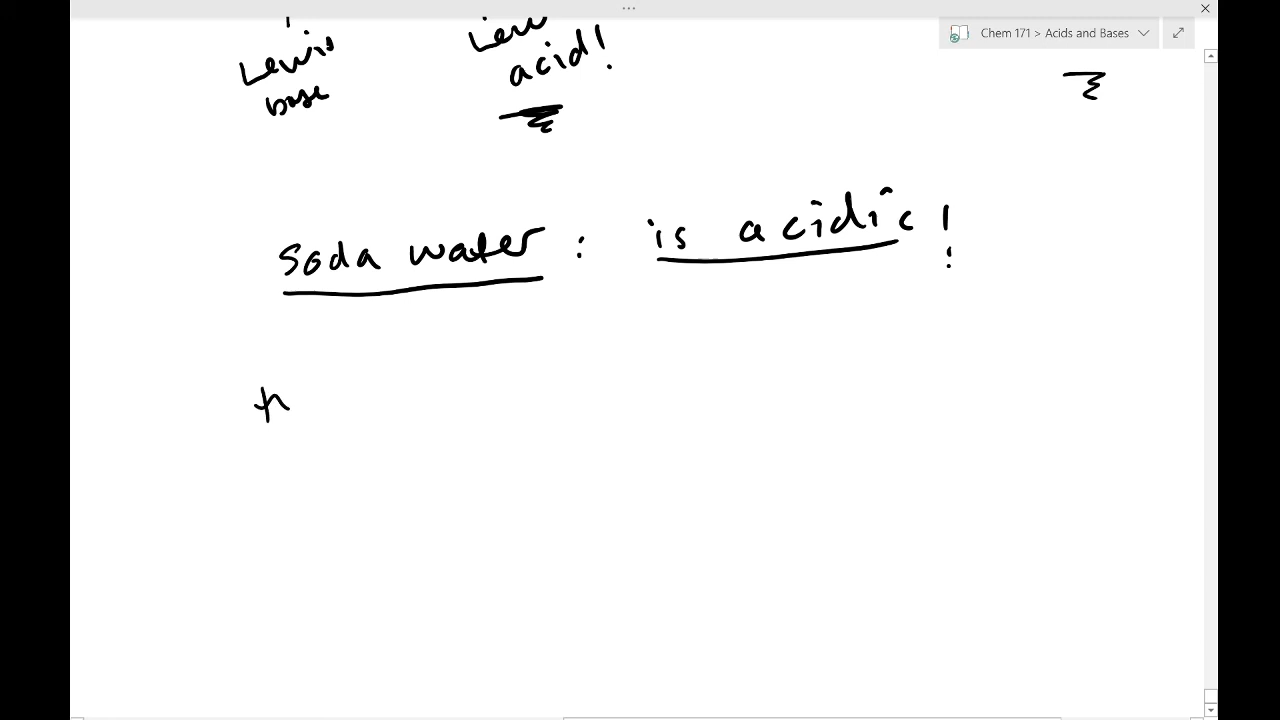 Chem 171 > Acids and Bases
Lewis
base
acid!
Soda water : is acidic!